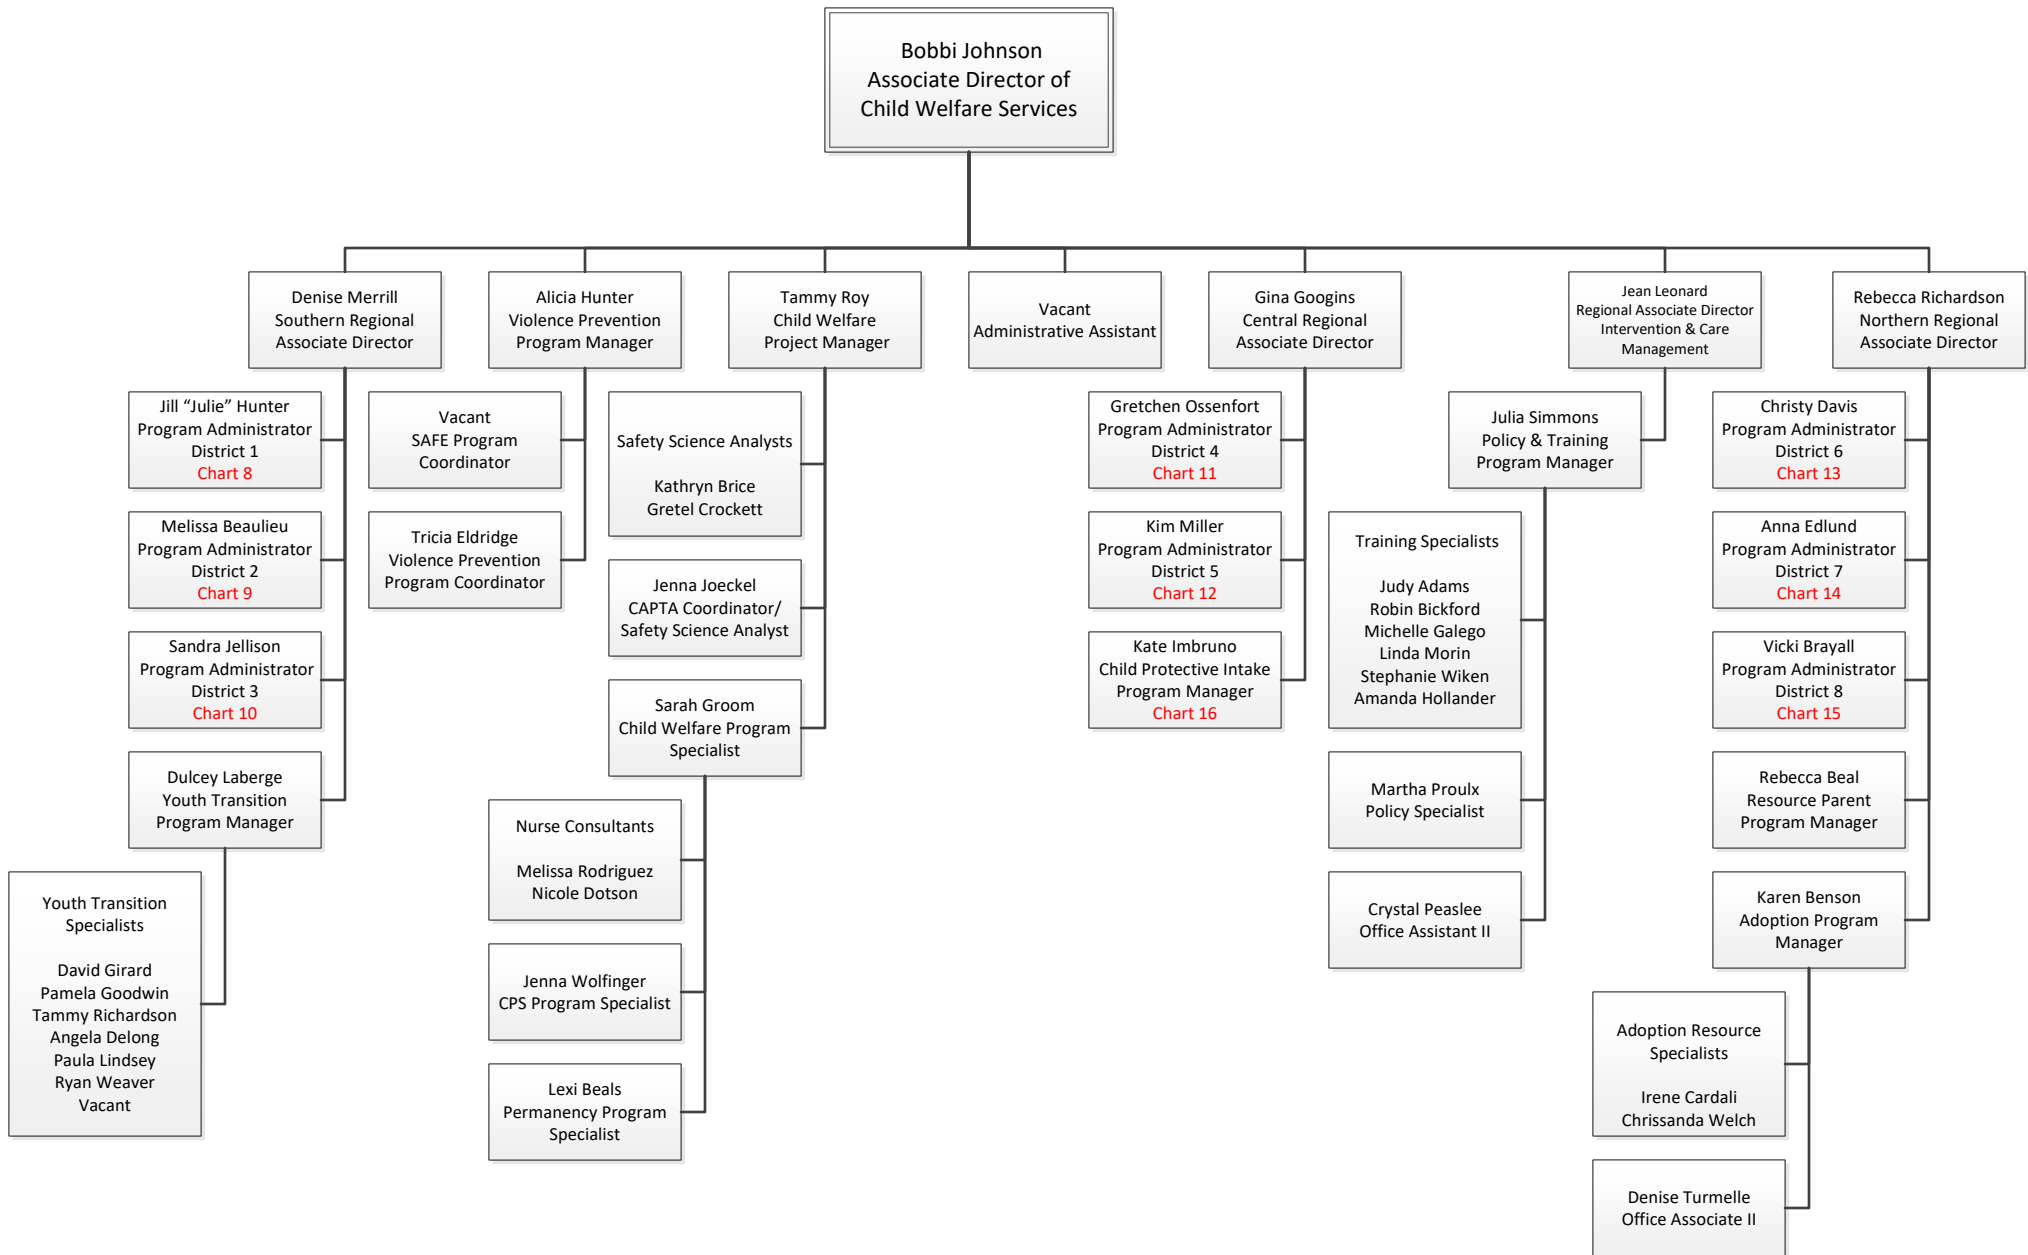 Bobbi Johnson
Associate Director of
Child Welfare Services
Denise Merrill
Southern Regional
Associate Director
Alicia Hunter
Violence Prevention
Program Manager
Tammy Roy
Child Welfare
Project Manager
Vacant
Administrative Assistant
Gina Googins
Central Regional
Associate Director
Jean Leonard
Regional Associate Director
Intervention & Care
Management
Rebecca Richardson
Northern Regional
Associate Director
Jill “Julie” Hunter
Program Administrator
District 1
Chart 8
Melissa Beaulieu
Program Administrator
District 2
Chart 9
Sandra Jellison
Program Administrator
District 3
Chart 10
Dulcey Laberge
Youth Transition
Program Manager
Youth Transition
Specialists
David Girard
Pamela Goodwin
Tammy Richardson
Angela Delong
Paula Lindsey
Ryan Weaver
Vacant
Vacant
SAFE Program
Coordinator
Tricia Eldridge
Violence Prevention
Program Coordinator
Safety Science Analysts
Kathryn Brice
Gretel Crockett
Jenna Joeckel
CAPTA Coordinator/
Safety Science Analyst
Sarah Groom
Child Welfare Program
Specialist
Nurse Consultants
Melissa Rodriguez
Nicole Dotson
Jenna Wolfinger
CPS Program Specialist
Lexi Beals
Permanency Program
Specialist
Gretchen Ossenfort
Program Administrator
District 4
Chart 11
Kim Miller
Program Administrator
District 5
Chart 12
Kate Imbruno
Child Protective Intake
Program Manager
Chart 16
Julia Simmons
Policy & Training
Program Manager
Training Specialists
Judy Adams
Robin Bickford
Michelle Galego
Linda Morin
Stephanie Wiken
Amanda Hollander
Martha Proulx
Policy Specialist
Crystal Peaslee
Office Assistant II
Christy Davis
Program Administrator
District 6
Chart 13
Anna Edlund
Program Administrator
District 7
Chart 14
Vicki Brayall
Program Administrator
District 8
Chart 15
Rebecca Beal
Resource Parent
Program Manager
Karen Benson
Adoption Program
Manager
Adoption Resource
Specialists
Irene Cardali
Chrissanda Welch
Denise Turmelle
Office Associate II